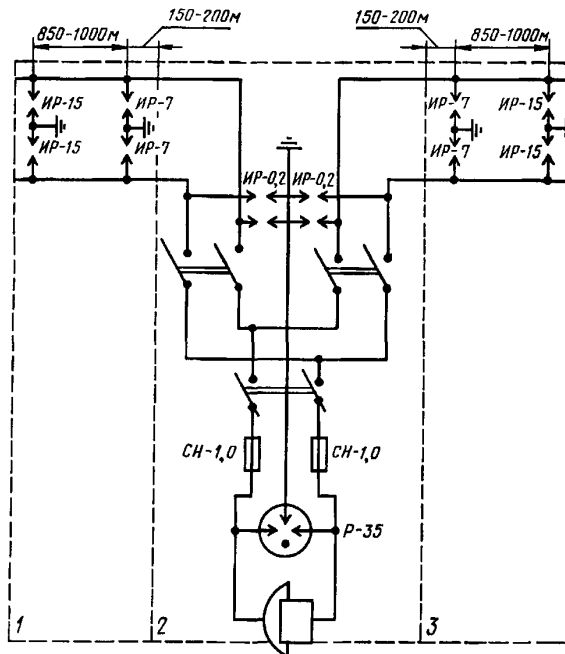 150-200м 150-200м
850-1000м 850-1000м
ИР-15 ИР-7 ИР-7 ИР-15
ИР-15 ИР-7 ИР-7 ИР-15
ИР-0,2 ИР-0,2
СН-1,0 СН-1,0
Р-35
1 2 3